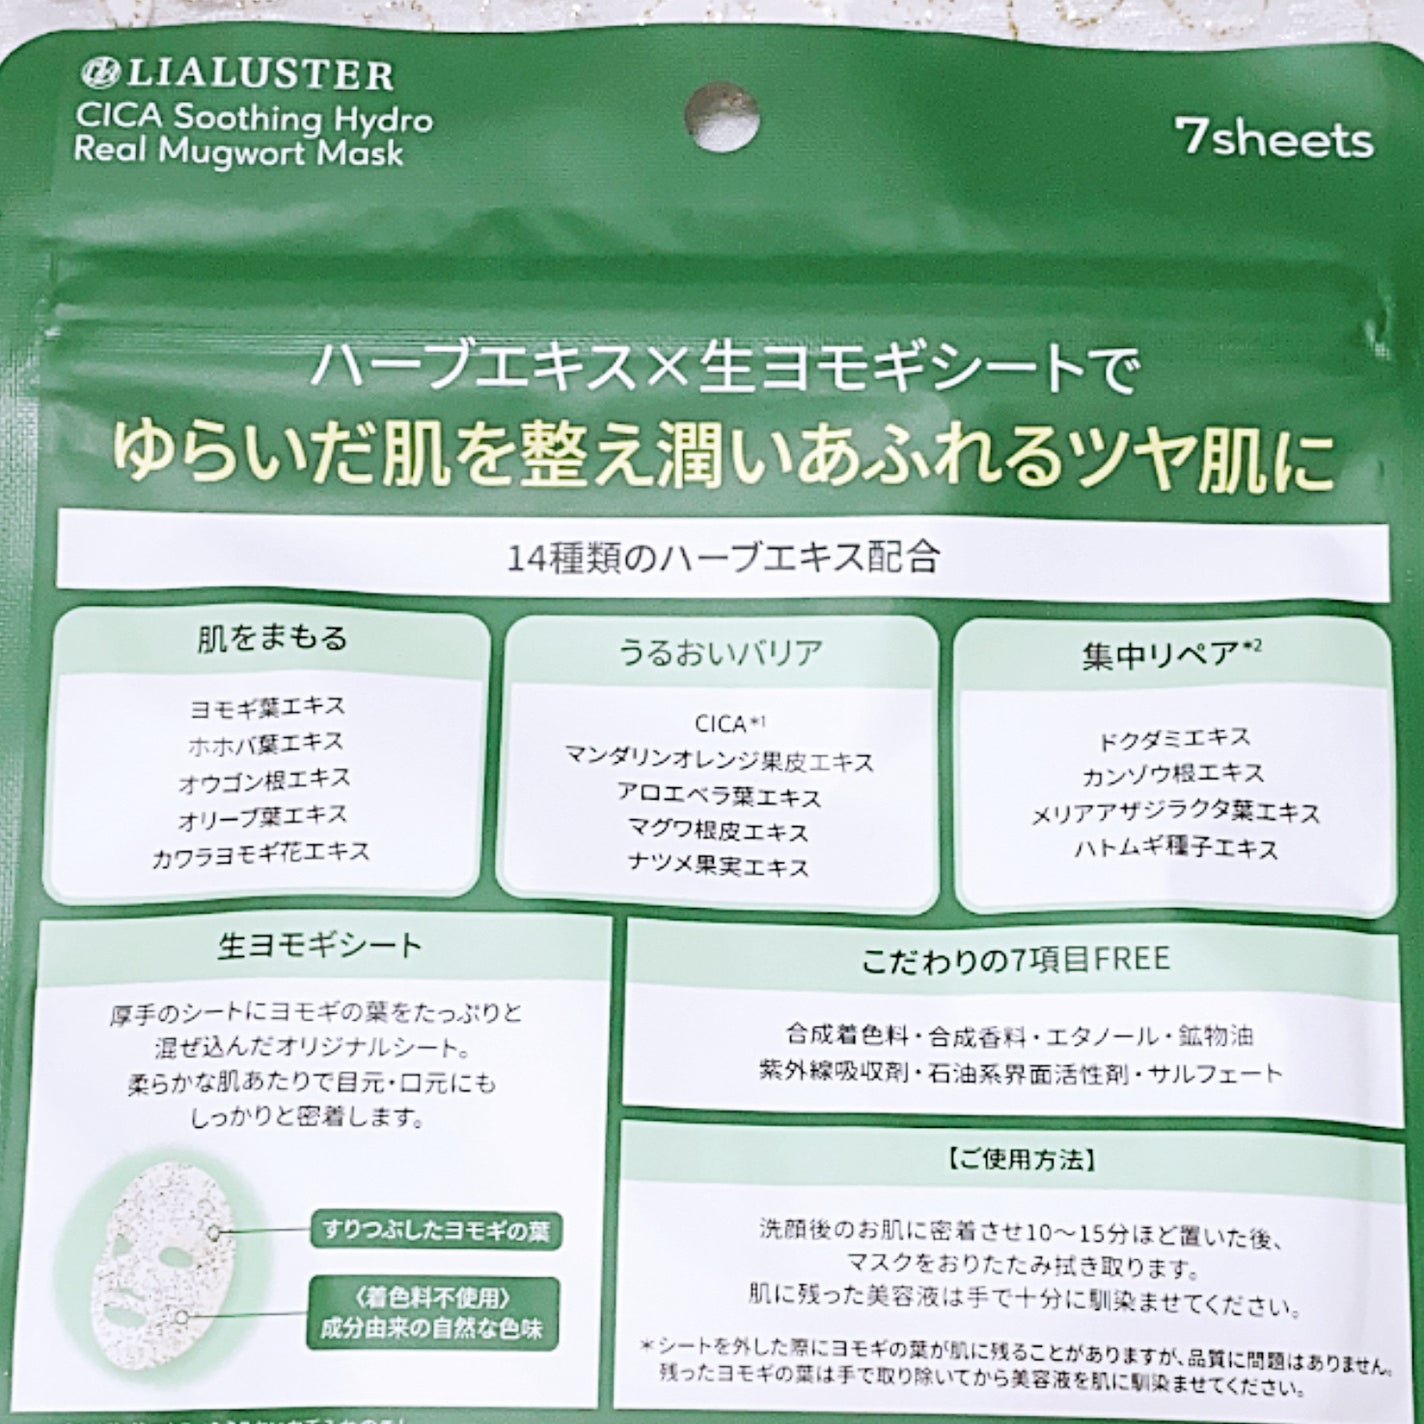 LIALUSTER
CICA Soothing Hydro
Real Mugwort Mask
7sheets
ハーブエキス×生ヨモギシートで
ゆらいだ肌を整え潤いあふれるツヤ肌に
14種類のハーブエキス配合
肌をまもる
ヨモギ葉エキス
ホホバ葉エキス
オウゴン根エキス
オリーブ葉エキス
カワラヨモギ花エキス
うるおいバリア
CICA*1
マンダリンオレンジ果皮エキス
アロエベラ葉エキス
マグワ根皮エキス
ナツメ果実エキス
集中リペア*2
ドクダミエキス
カンゾウ根エキス
メリアアザジラクタ葉エキス
ハトムギ種子エキス
生ヨモギシート
厚手のシートにヨモギの葉をたっぷりと
混ぜ込んだオリジナルシート。
柔らかな肌あたりで目元・口元にも
しっかりと密着します。
すりつぶしたヨモギの葉
〈着色料不使用〉
成分由来の自然な色味
こだわりの7項目FREE
合成着色料・合成香料・エタノール・鉱物油
紫外線吸収剤・石油系界面活性剤・サルフェート
【ご使用方法】
洗顔後のお肌に密着させ10〜15分ほど置いた後、
マスクをおりたたみ拭き取ります。
肌に残った美容液は手で十分に馴染ませてください。
＊シートを外した際にヨモギの葉が肌に残ることがありますが、品質に問題はありません。
残ったヨモギの葉は手で取り除いてから美容液を肌に馴染ませてください。